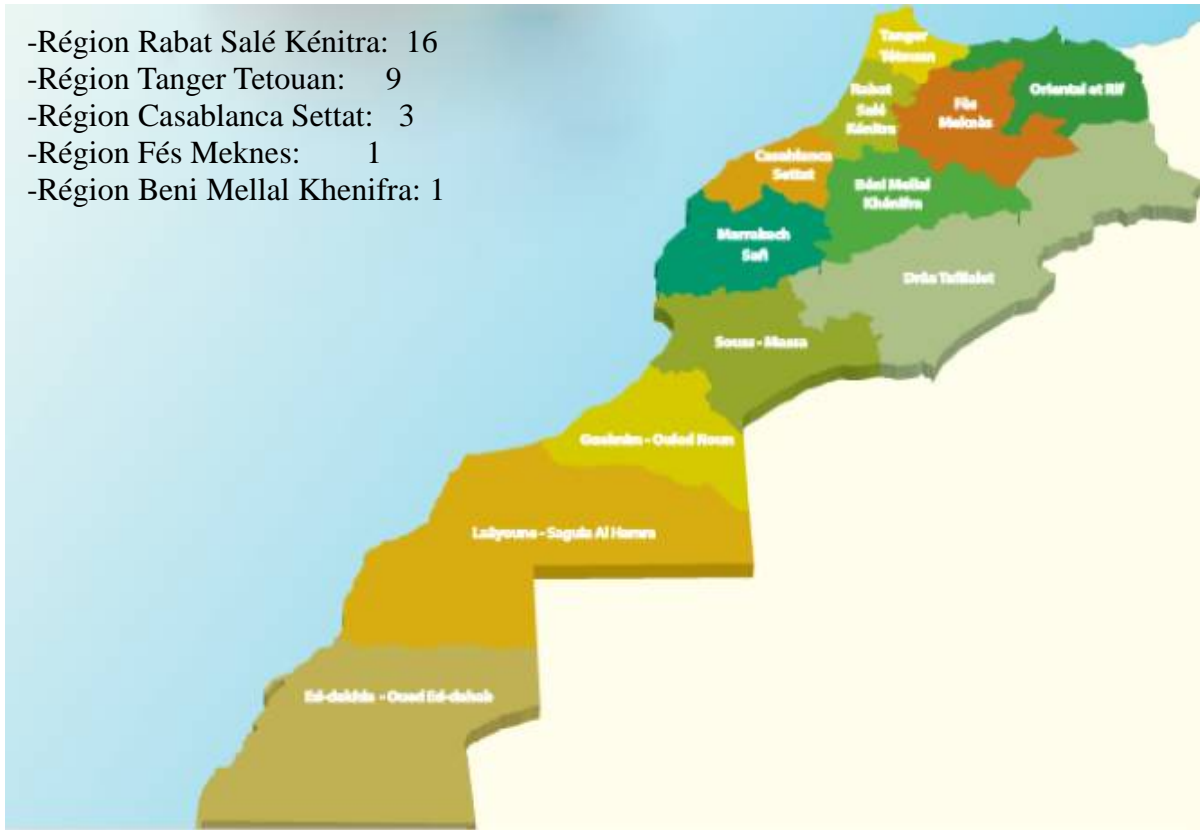 -Région Rabat Salé Kénitra: 16
-Région Tanger Tetouan: 9
-Région Casablanca Settat: 3
-Région Fés Meknes: 1
-Région Beni Mellal Khenifra: 1
Tanger
Tétouan
Rabat
Salé
Kénitra
Fès
Meknès
Oriental et Rif
Casablanca
Settat
Béni Mellal
Khénifra
Marrakech
Safi
Drâa Tafilalet
Souss - Massa
Guelmim - Ouled Noun
Laâyoune - Saguia Al Hamra
Ed-dakhla - Oued Ed-dahab